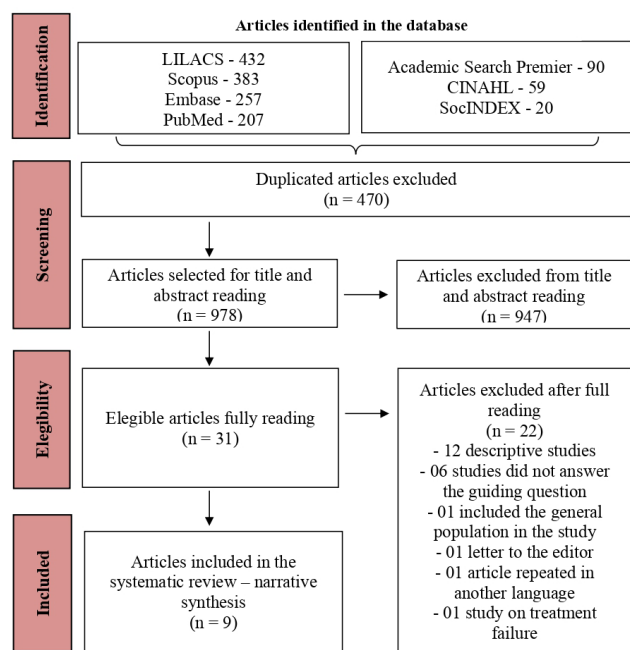 Articles identified in the database
Identification
LILACS - 432
Scopus - 383
Embase - 257
PubMed - 207
Academic Search Premier - 90
CINAHL - 59
SocINDEX - 20
Screening
Duplicated articles excluded
(n = 470)
Articles selected for title and
abstract reading
(n = 978)
Articles excluded from title
and abstract reading
(n = 947)
Elegibility
Elegible articles fully reading
(n = 31)
Articles excluded after full
reading
(n = 22)
- 12 descriptive studies
- 06 studies did not answer
the guiding question
- 01 included the general
population in the study
- 01 letter to the editor
- 01 article repeated in
another language
- 01 study on treatment
failure
Included
Articles included in the
systematic review – narrative
synthesis
(n = 9)